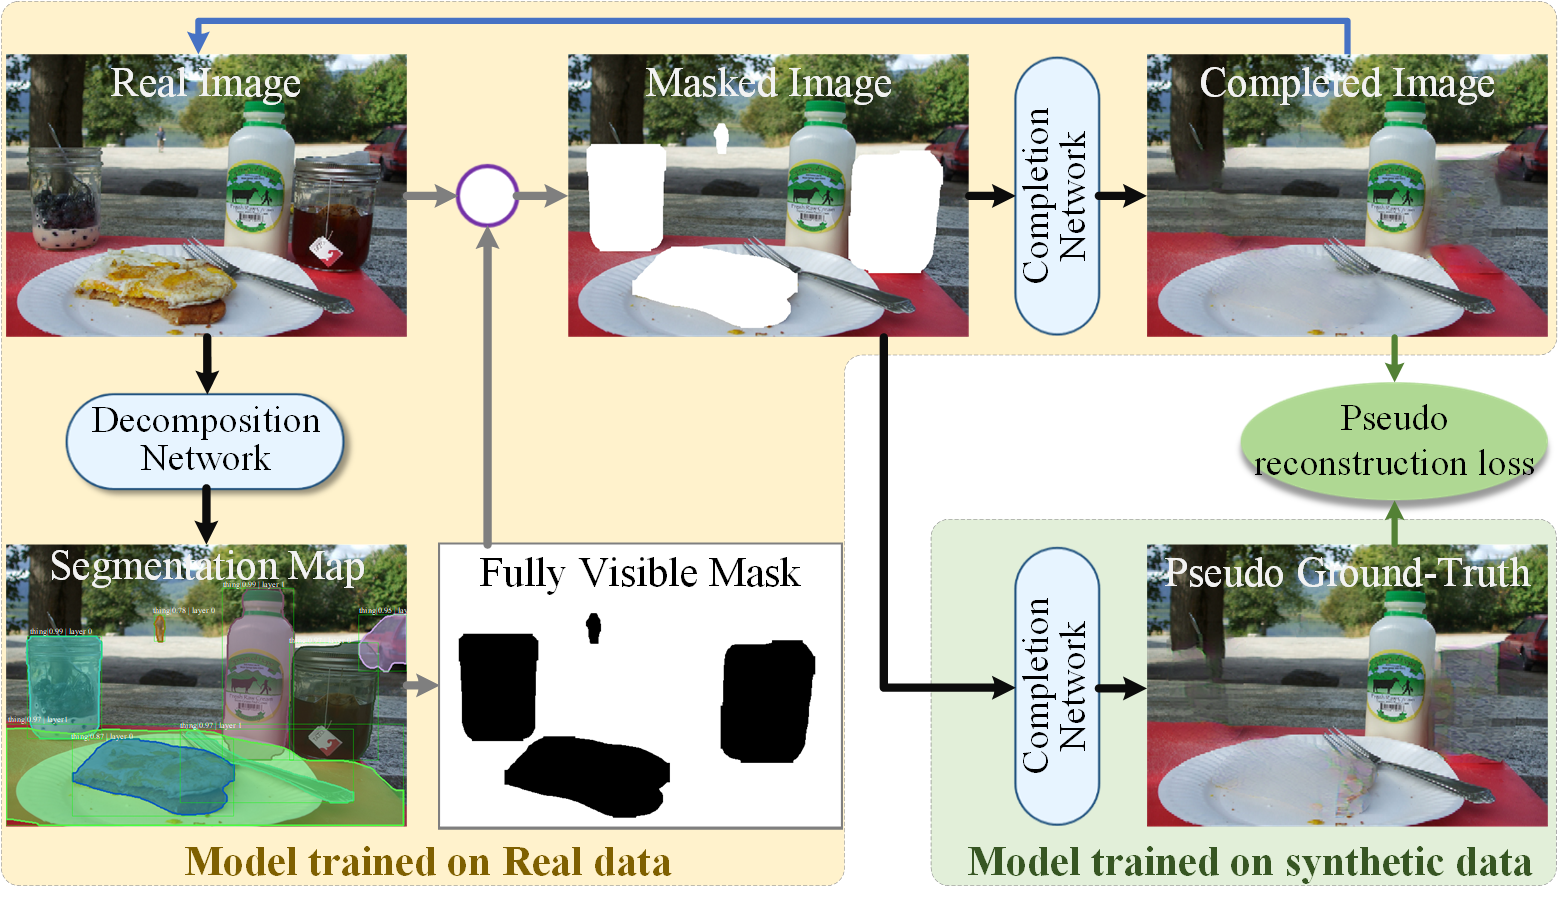 Real Image
Masked Image
Completion
Network
Completed Image
Decomposition
Network
Pseudo
reconstruction loss
Segmentation Map
thing|0.99 | layer 1
thing|0.78 | layer 0
thing|0.95 | lay
thing|0.99 | layer 0
thing|0.97 | layer1
thing|0.97 | layer 1
thing|0.87 | layer 0
Fully Visible Mask
Completion
Network
Pseudo Ground-Truth
Model trained on Real data
Model trained on synthetic data